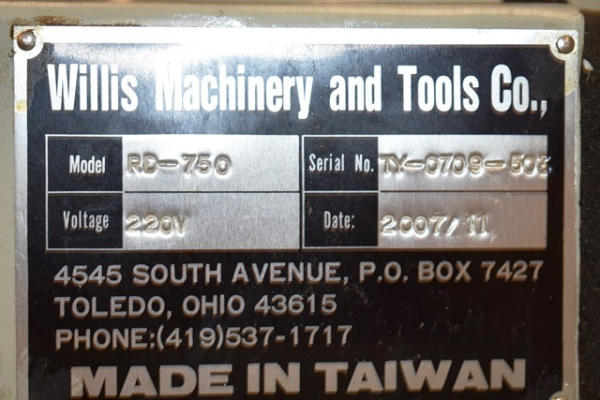 Willis Machinery and Tools Co.,
Model RD-750 Serial No.
Voltage 220V Date: 2007/11
4545 SOUTH AVENUE, P.O. BOX 7427
TOLEDO, OHIO 43615
PHONE:(419)537-1717
MADE IN TAIWAN